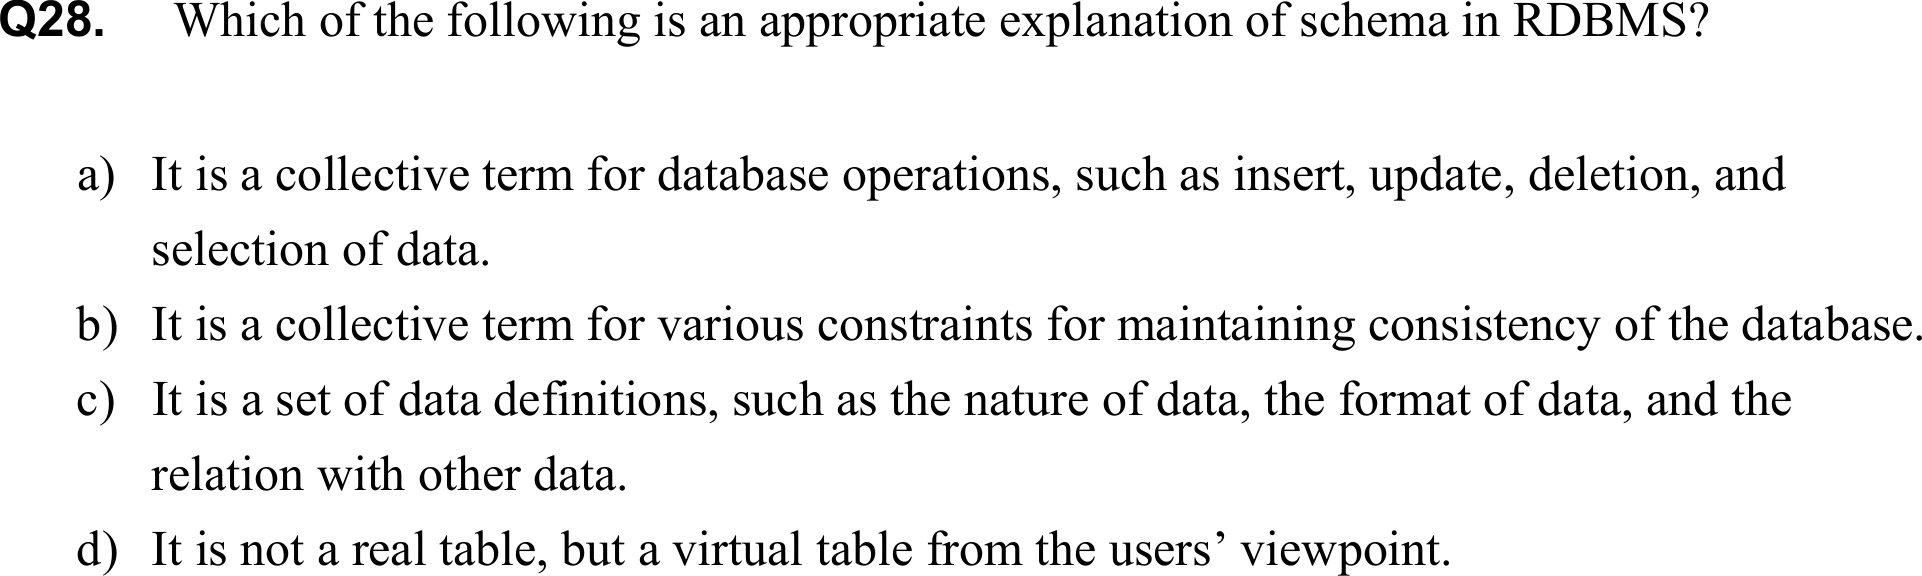 Q28. Which of the following is an appropriate explanation of schema in RDBMS?
a) It is a collective term for database operations, such as insert, update, deletion, and
selection of data.
b) It is a collective term for various constraints for maintaining consistency of the database.
c) It is a set of data definitions, such as the nature of data, the format of data, and the
relation with other data.
d) It is not a real table, but a virtual table from the users’ viewpoint.